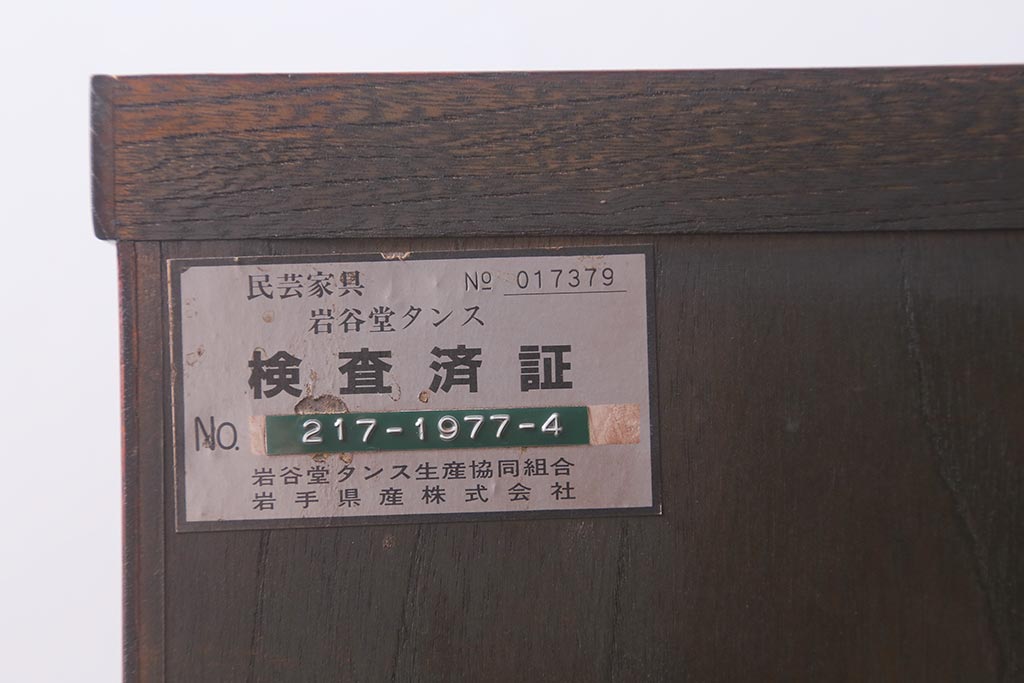 民芸家具 № 017379
岩谷堂タンス
検査済証
No. 217-1977-4
岩谷堂タンス生産協同組合
岩手県産株式会社